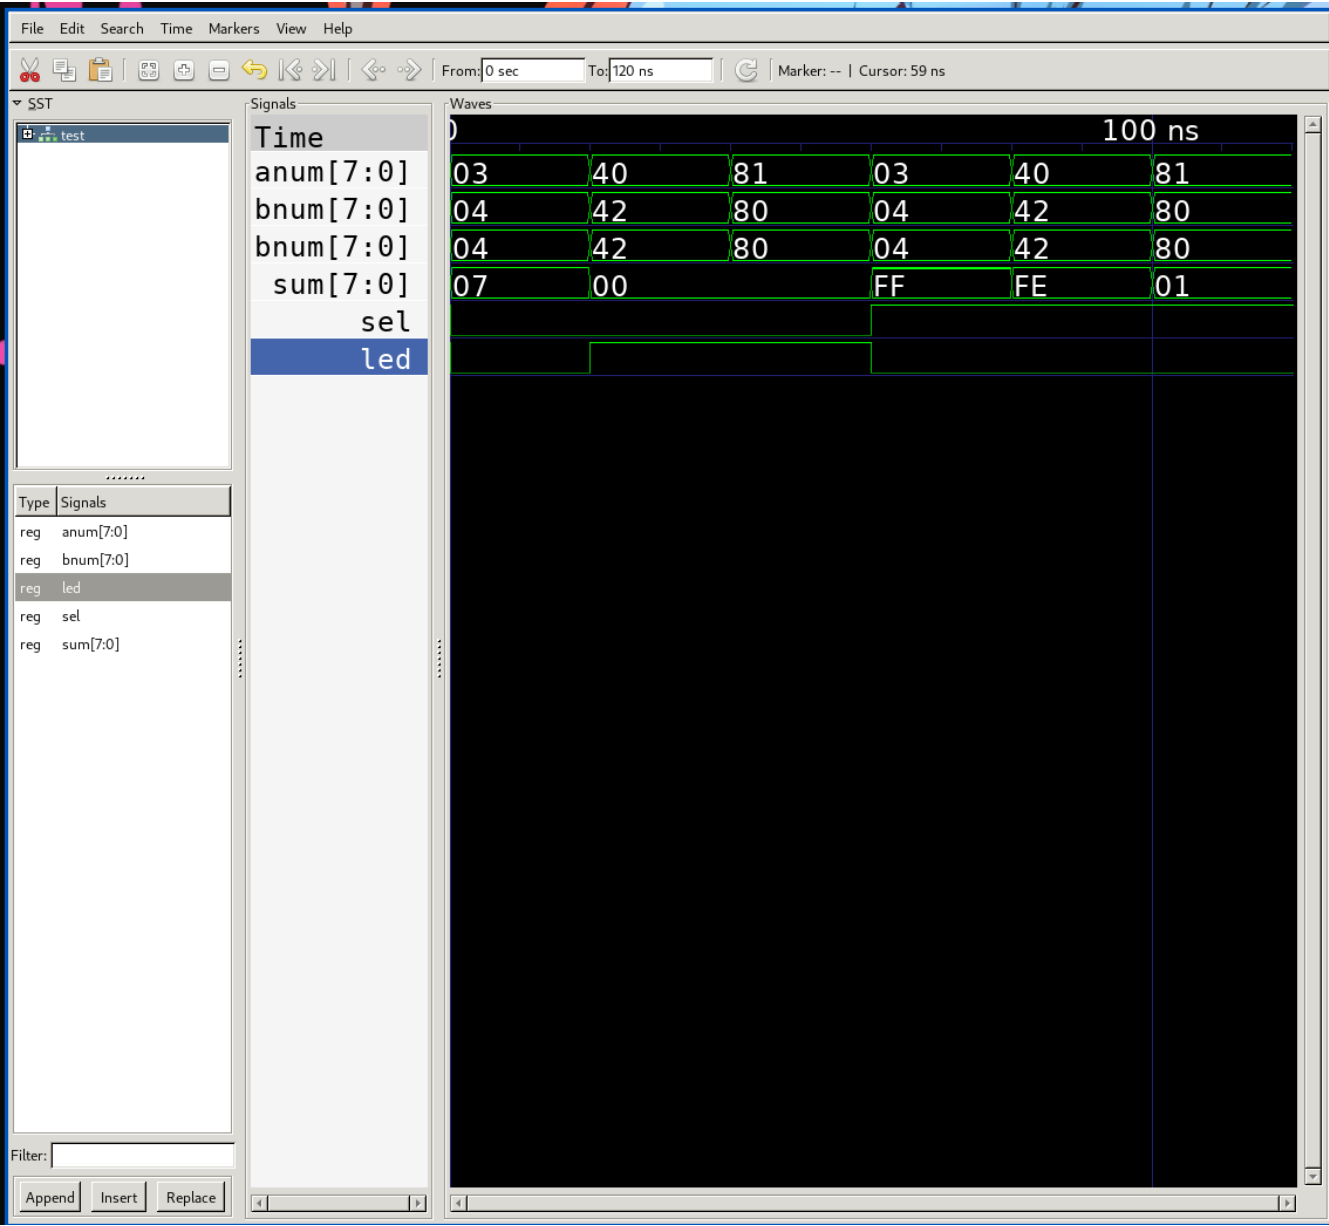 File Edit Search Time Markers View Help
From: 0 sec To: 120 ns Marker: -- | Cursor: 59 ns
SST
test
Type Signals
reg anum[7:0]
reg bnum[7:0]
reg led
reg sel
reg sum[7:0]
Filter:
Append Insert Replace
Signals
Time
anum[7:0]
bnum[7:0]
bnum[7:0]
sum[7:0]
sel
led
Waves
0 100 ns
03 40 81 03 40 81
04 42 80 04 42 80
04 42 80 04 42 80
07 00 FF FE 01